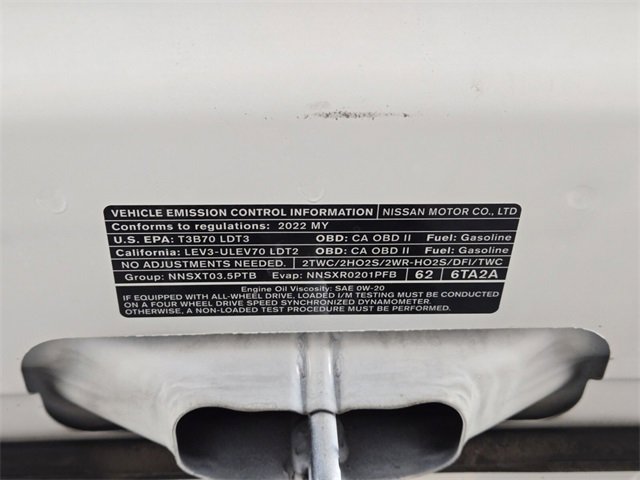 VEHICLE EMISSION CONTROL INFORMATION NISSAN MOTOR CO., LTD
Conforms to regulations: 2022 MY
U.S. EPA: T3B70 LDT3 OBD: CA OBD II Fuel: Gasoline
California: LEV3-ULEV70 LDT2 OBD: CA OBD II Fuel: Gasoline
NO ADJUSTMENTS NEEDED. 2TWC/2HO2S/2WR-HO2S/DFI/TWC
Group: NNSXT03.5PTB Evap: NNSXR0201PFB 62 6TA2A
Engine Oil Viscosity: SAE 0W-20
IF EQUIPPED WITH ALL-WHEEL DRIVE, LOADED I/M TESTING MUST BE CONDUCTED
ON A FOUR WHEEL DRIVE SPEED SYNCHRONIZED DYNAMOMETER.
OTHERWISE, A NON-LOADED TEST PROCEDURE MUST BE PERFORMED.